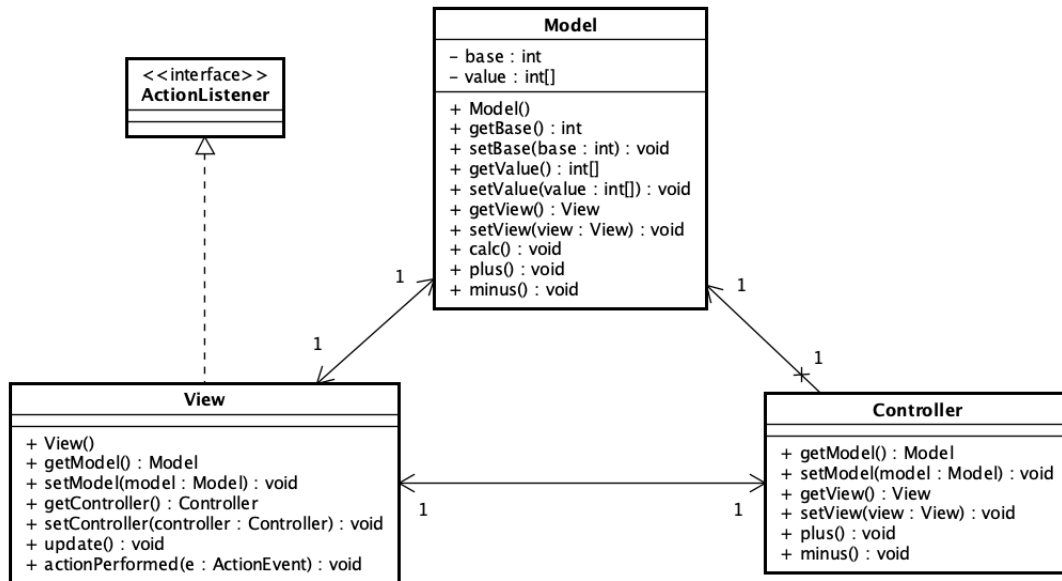 Model
– base : int
– value : int[]
+ Model()
+ getBase() : int
+ setBase(base : int) : void
+ getValue() : int[]
+ setValue(value : int[]) : void
+ getView() : View
+ setView(view : View) : void
+ calc() : void
+ plus() : void
+ minus() : void
<<interface>>
ActionListener
1
1
1
1
View
+ View()
+ getModel() : Model
+ setModel(model : Model) : void
+ getController() : Controller
+ setController(controller : Controller) : void
+ update() : void
+ actionPerformed(e : ActionEvent) : void
1
1
Controller
+ getModel() : Model
+ setModel(model : Model) : void
+ getView() : View
+ setView(view : View) : void
+ plus() : void
+ minus() : void